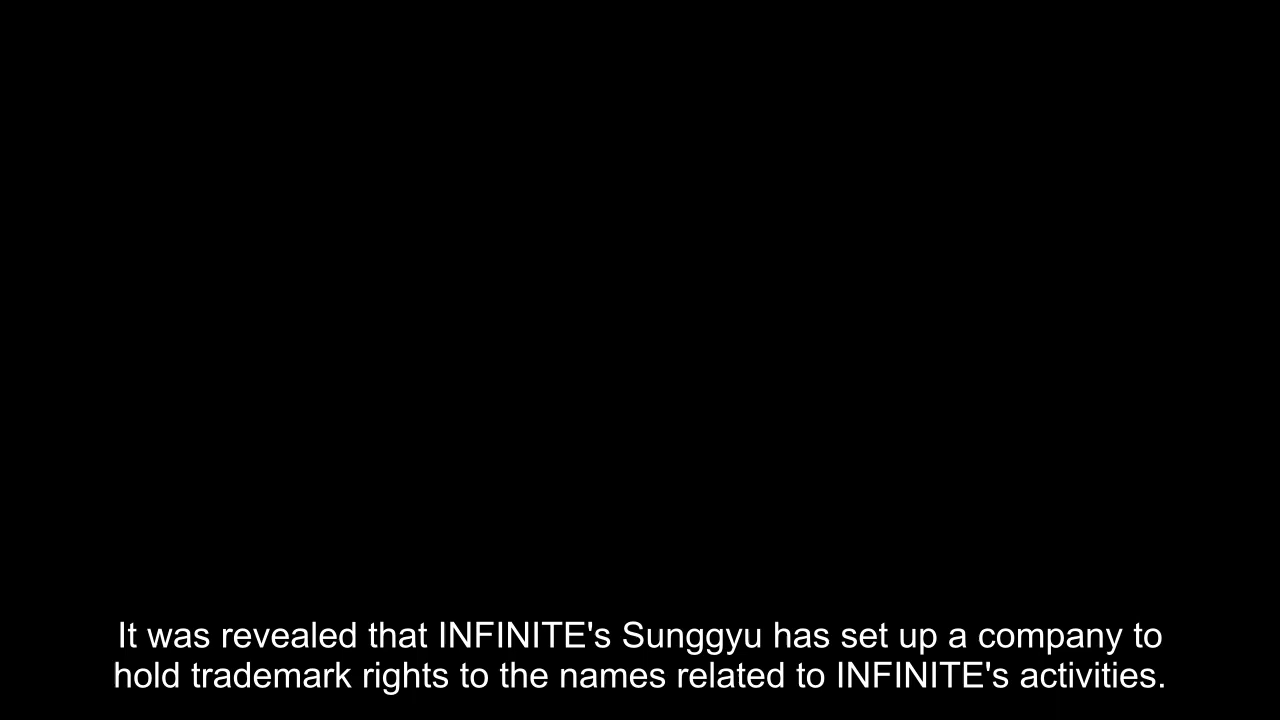 It was revealed that INFINITE's Sunggyu has set up a company to
hold trademark rights to the names related to INFINITE's activities.